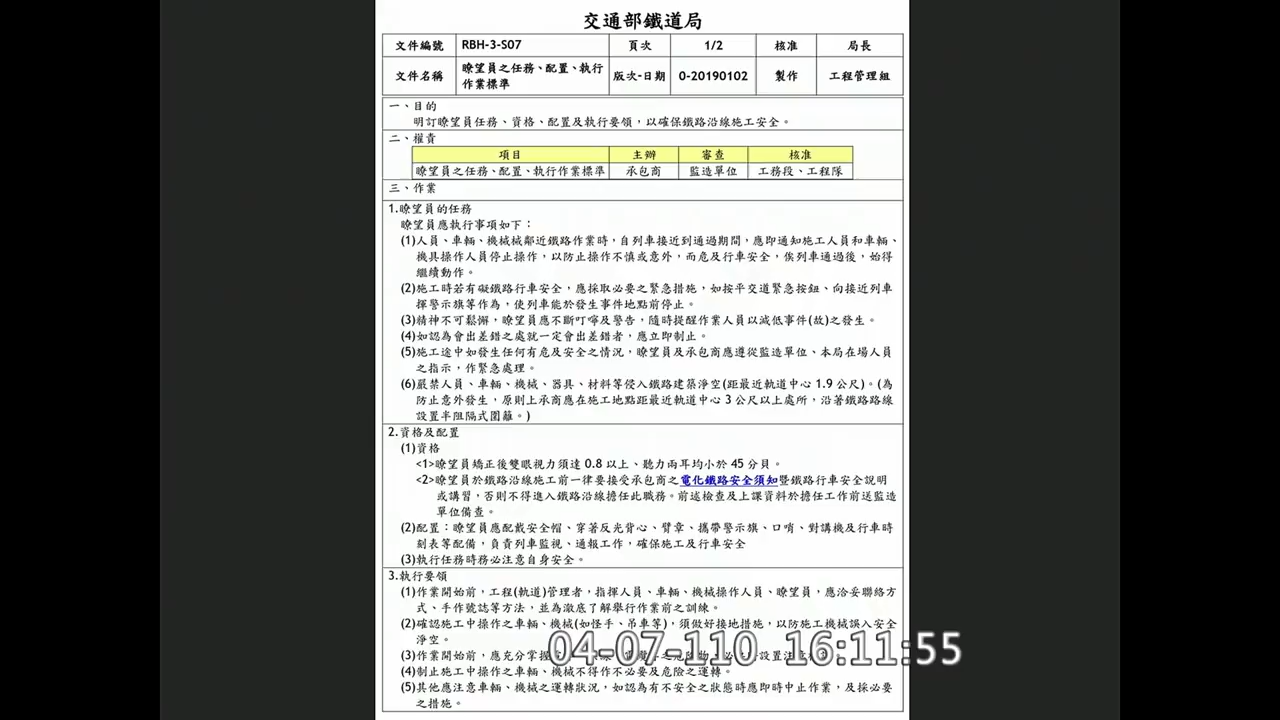 交通部鐵道局
文件編號 RBH-3-S07 頁次 1/2 核准 局長
文件名稱 瞭望員之任務、配置、執行作業標準 版次-日期 0-20190102 製作 工程管理組
一、目的
明訂瞭望員任務、資格、配置及執行要領，以確保鐵路沿線施工安全。
二、權責
項目 主辦 審查 核准
瞭望員之任務、配置、執行作業標準 承包商 監造單位 工務段、工程隊
三、作業
1.瞭望員的任務
瞭望員應執行事項如下：
(1)人員、車輛、機械械鄰近鐵路作業時，自列車接近到通過期間，應即通知施工人員和車輛、
機具操作人員停止操作，以防止操作不慎或意外，而危及行車安全，俟列車通過後，始得
繼續動作。
(2)施工時若有礙鐵路行車安全，應採取必要之緊急措施，如按平交道緊急按鈕、向接近列車
揮警示旗等作為，使列車能於發生事件地點前停止。
(3)精神不可鬆懈，瞭望員應不斷叮嚀及警告，隨時提醒作業人員以減低事件(故)之發生。
(4)如認為會出差錯之處就一定會出差錯者，應立即制止。
(5)施工途中如發生任何有危及安全之情況，瞭望員及承包商應遵從監造單位、本局在場人員
之指示，作緊急處理。
(6)嚴禁人員、車輛、機械、器具、材料等侵入鐵路建築淨空(距最近軌道中心 1.9 公尺)。(為
防止意外發生，原則上承商應在施工地點距最近軌道中心 3 公尺以上處所，沿著鐵路路線
設置半阻隔式圍籬。)
2.資格及配置
(1)資格
<1>瞭望員矯正後雙眼視力須達 0.8 以上、聽力兩耳均小於 45 分貝。
<2>瞭望員於鐵路沿線施工前一律要接受承包商之電化鐵路安全須知暨鐵路行車安全說明
或講習，否則不得進入鐵路沿線擔任此職務。前述檢查及上課資料於擔任工作前送監造
單位備查。
(2)配置：瞭望員應配戴安全帽、穿著反光背心、臂章、攜帶警示旗、口哨、對講機及行車時
刻表等配備，負責列車監視、通報工作，確保施工及行車安全
(3)執行任務時務必注意自身安全。
3.執行要領
(1)作業開始前，工程(軌道)管理者，指揮人員、車輛、機械操作人員、瞭望員，應洽妥聯絡方
式、手作號誌等方法，並為澈底了解舉行作業前之訓練。
(2)確認施工中操作之車輛、機械(如怪手、吊車等)，須做好接地措施，以防施工機械誤入安全
淨空。
(3)作業開始前，應充分掌握
04-07-110 16:11:55
(4)制止施工中操作之車輛、機械不得作不必要及危險之運轉。
(5)其他應注意車輛、機械之運轉狀況，如認為有不安全之狀態時應即時中止作業，及採必要
之措施。